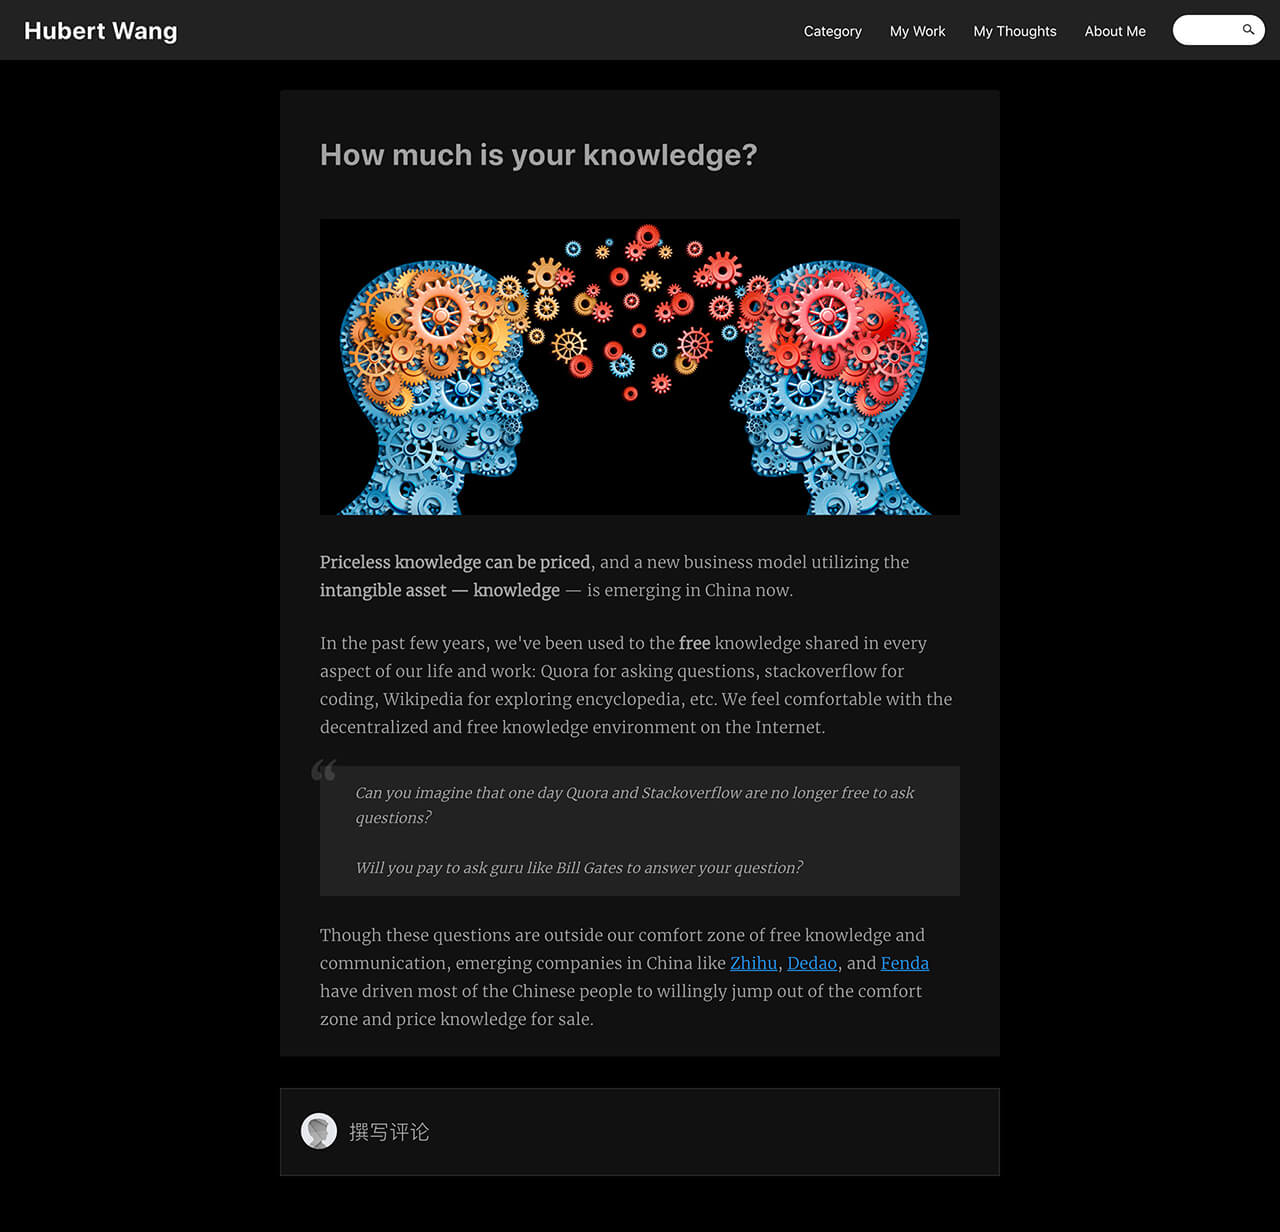 Hubert Wang
Category
My Work
My Thoughts
About Me
How much is your knowledge?
Priceless knowledge can be priced, and a new business model utilizing the
intangible asset — knowledge — is emerging in China now.
In the past few years, we've been used to the free knowledge shared in every
aspect of our life and work: Quora for asking questions, stackoverflow for
coding, Wikipedia for exploring encyclopedia, etc. We feel comfortable with the
decentralized and free knowledge environment on the Internet.
“
Can you imagine that one day Quora and Stackoverflow are no longer free to ask
questions?
Will you pay to ask guru like Bill Gates to answer your question?
Though these questions are outside our comfort zone of free knowledge and
communication, emerging companies in China like Zhihu, Dedao, and Fenda
have driven most of the Chinese people to willingly jump out of the comfort
zone and price knowledge for sale.
撰写评论